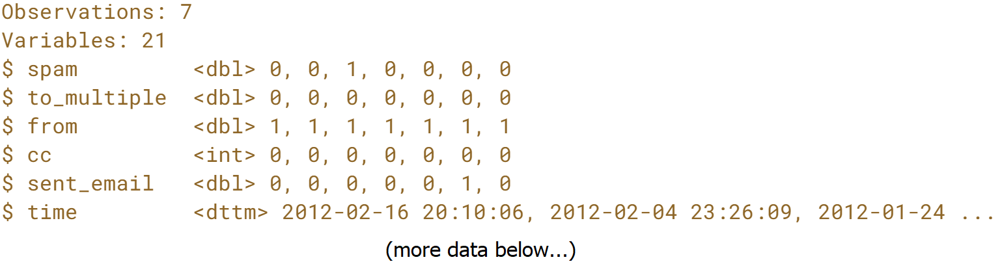 Observations: 7
Variables: 21
$ spam         <dbl> 0, 0, 1, 0, 0, 0, 0
$ to_multiple  <dbl> 0, 0, 0, 0, 0, 0, 0
$ from         <dbl> 1, 1, 1, 1, 1, 1, 1
$ cc           <int> 0, 0, 0, 0, 0, 0, 0
$ sent_email   <dbl> 0, 0, 0, 0, 0, 1, 0
$ time         <dttm> 2012-02-16 20:10:06, 2012-02-04 23:26:09, 2012-01-24 ...
(more data below...)